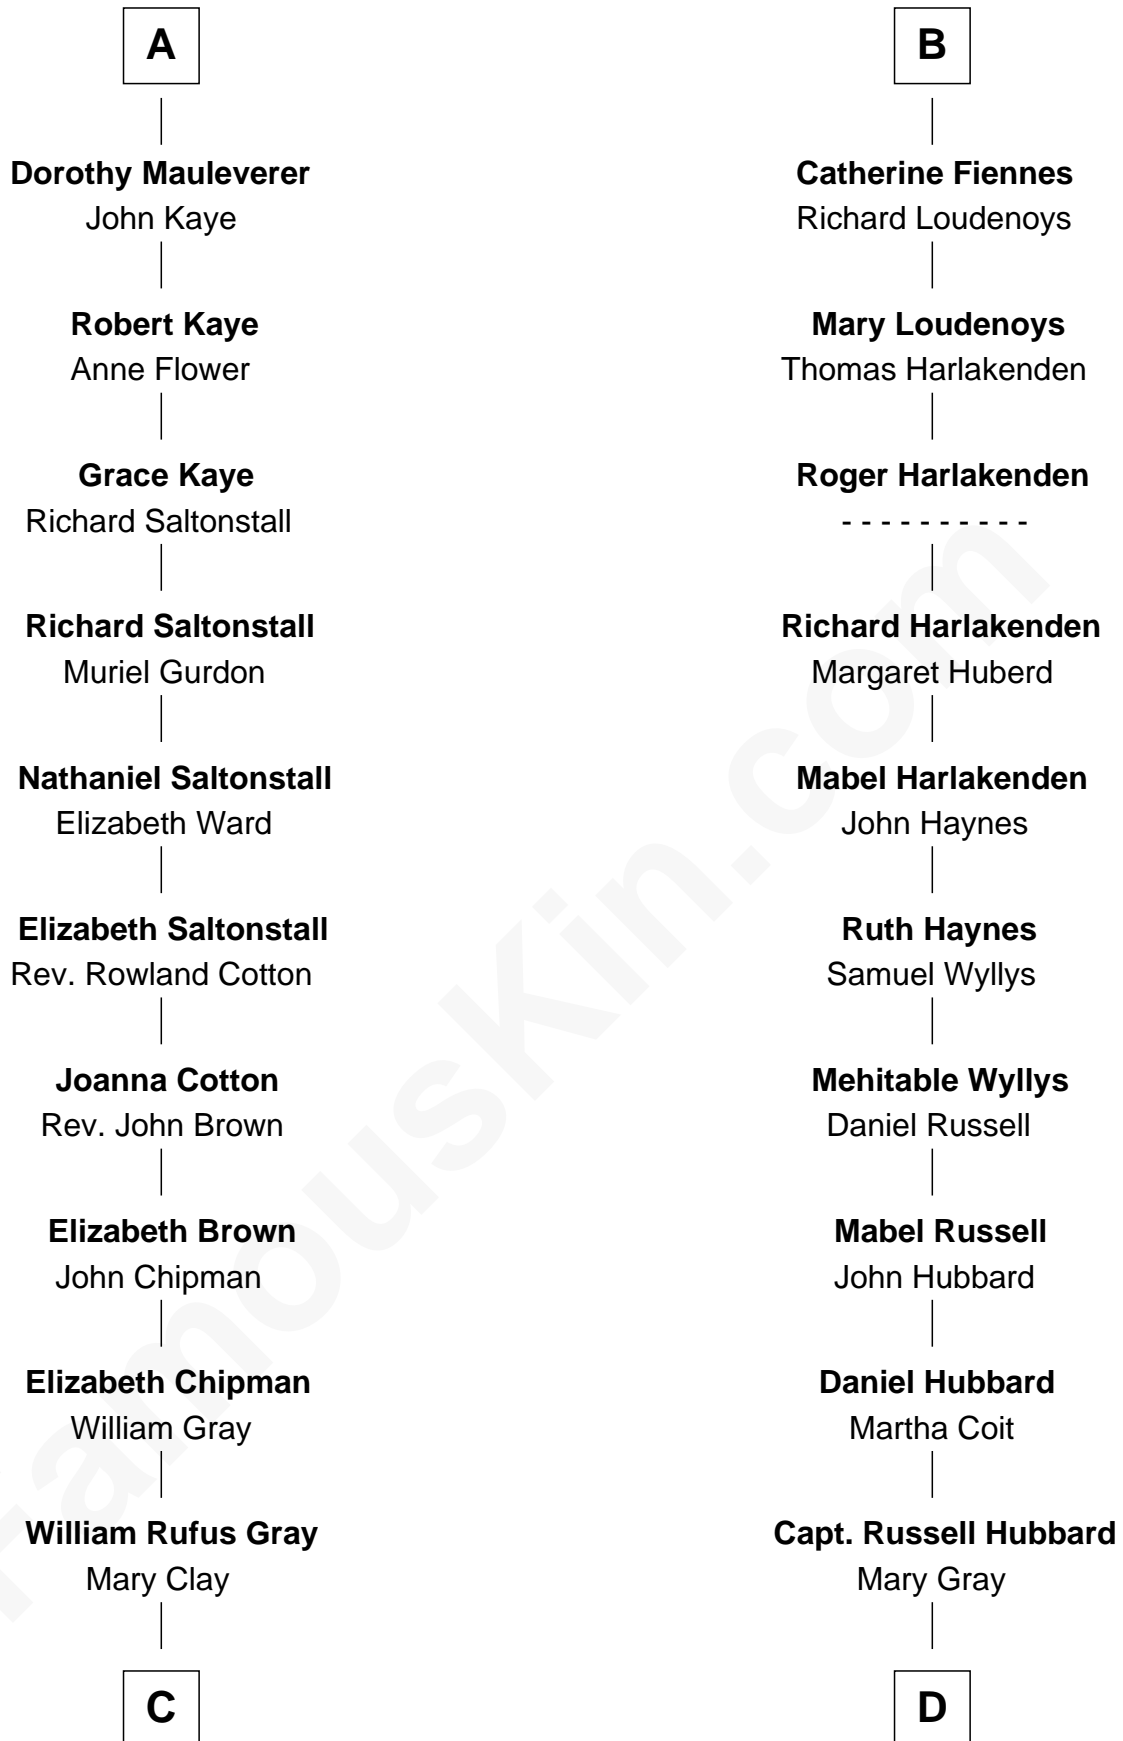 A
Dorothy Mauleverer
John Kaye
Robert Kaye
Anne Flower
Grace Kaye
Richard Saltonstall
Richard Saltonstall
Muriel Gurdon
Nathaniel Saltonstall
Elizabeth Ward
Elizabeth Saltonstall
Rev. Rowland Cotton
Joanna Cotton
Rev. John Brown
Elizabeth Brown
John Chipman
Elizabeth Chipman
William Gray
William Rufus Gray
Mary Clay
C
B
Catherine Fiennes
Richard Loudenoys
Mary Loudenoys
Thomas Harlakenden
Roger Harlakenden
- - - - - - - - - -
Richard Harlakenden
Margaret Huberd
Mabel Harlakenden
John Haynes
Ruth Haynes
Samuel Wyllys
Mehitable Wyllys
Daniel Russell
Mabel Russell
John Hubbard
Daniel Hubbard
Martha Coit
Capt. Russell Hubbard
Mary Gray
D
FamousKin.com